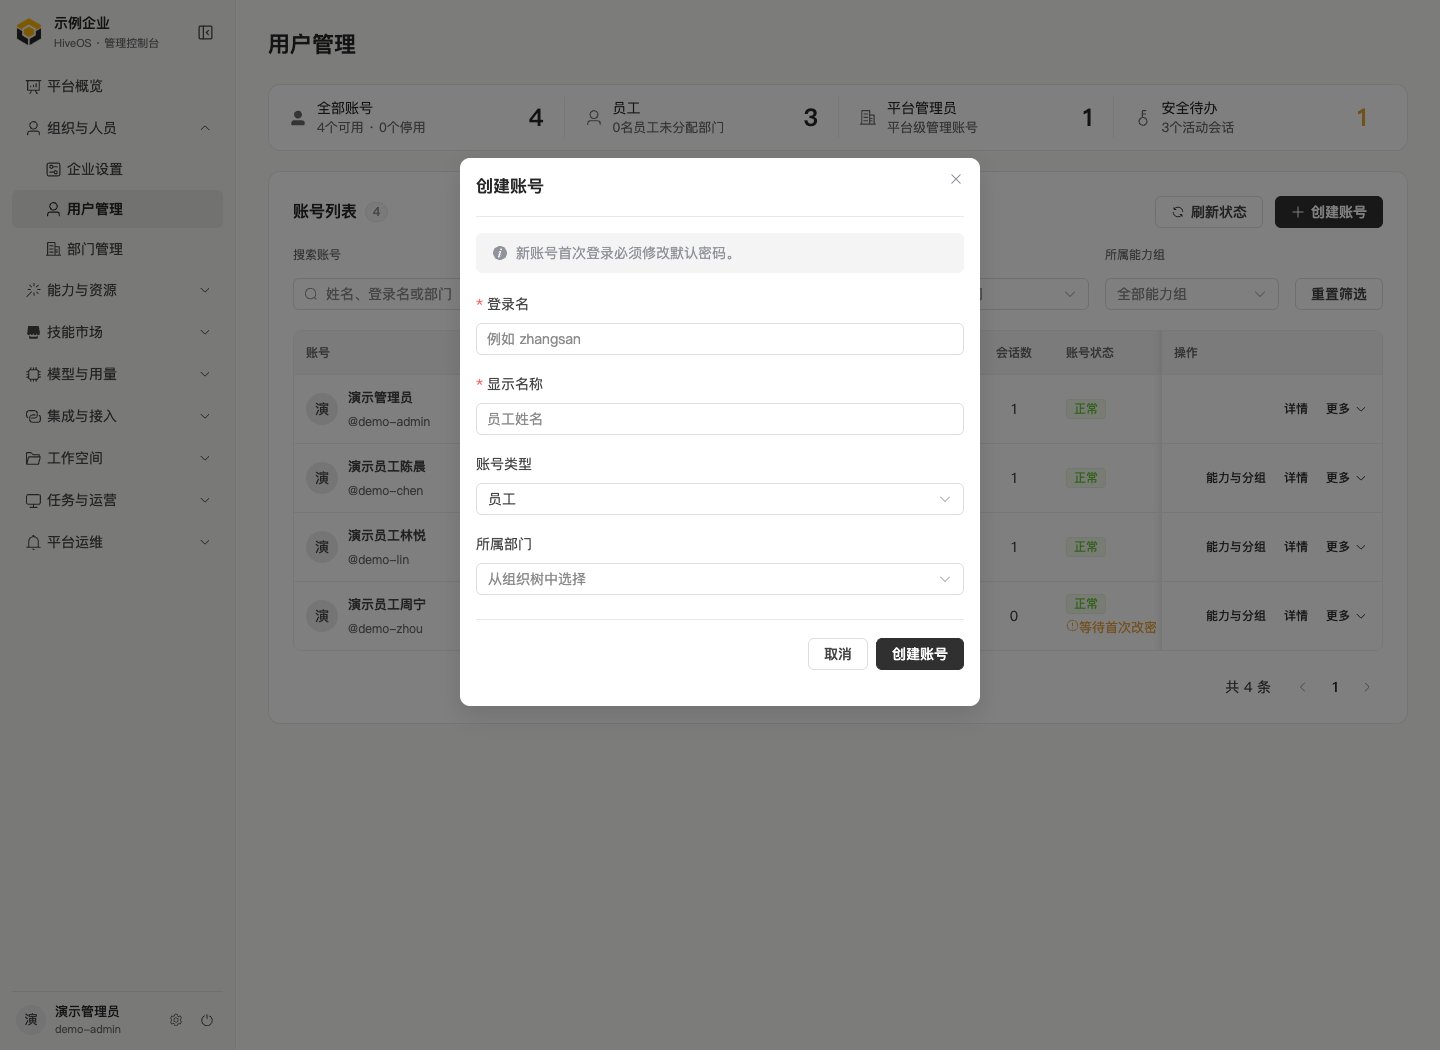 示例企业
HiveOS · 管理控制台
平台概览
组织与人员
企业设置
用户管理
部门管理
能力与资源
技能市场
模型与用量
集成与接入
工作空间
任务与运营
平台运维
演
演示管理员
demo-admin
用户管理
全部账号
4个可用 · 0个停用
4
员工
0名员工未分配部门
3
平台管理员
平台级管理账号
1
安全待办
3个活动会话
1
账号列表 4
刷新状态
创建账号
搜索账号
所属能力组
姓名、登录名或部门
全部能力组
重置筛选
账号
会话数
账号状态
操作
演
演示管理员
@demo-admin
1
正常
详情
更多
演
演示员工陈晨
@demo-chen
1
正常
能力与分组
详情
更多
演
演示员工林悦
@demo-lin
1
正常
能力与分组
详情
更多
演
演示员工周宁
@demo-zhou
0
正常
等待首次改密
能力与分组
详情
更多
共 4 条
1
创建账号
新账号首次登录必须修改默认密码。
* 登录名
例如 zhangsan
* 显示名称
员工姓名
账号类型
员工
所属部门
从组织树中选择
取消
创建账号